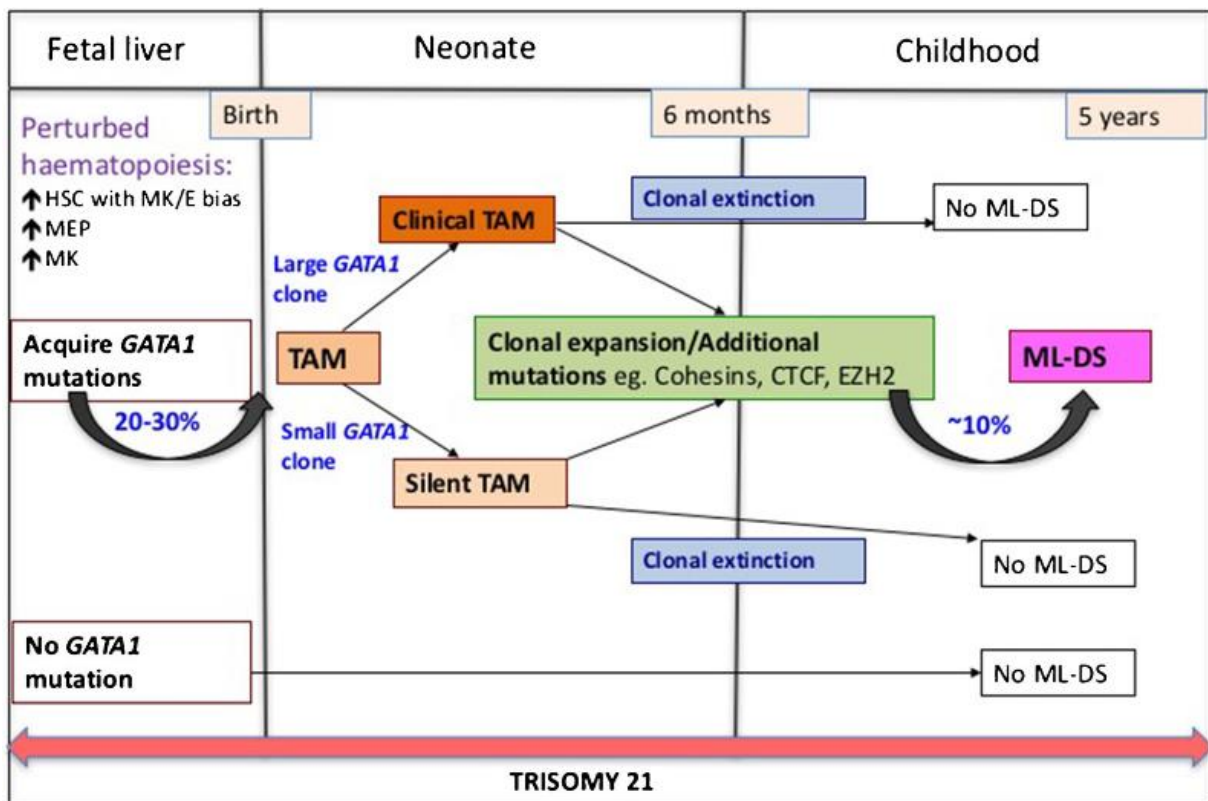 Fetal liver
Neonate
Childhood
Birth
6 months
5 years
Perturbed
haematopoiesis:
↑HSC with MK/E bias
↑MEP
↑MK
Clonal extinction
No ML-DS
Clinical TAM
Large GATA1
clone
Acquire GATA1
mutations
20-30%
TAM
Clonal expansion/Additional
mutations eg. Cohesins, CTCF, EZH2
~10%
ML-DS
Small GATA1
clone
Silent TAM
Clonal extinction
No ML-DS
No GATA1
mutation
No ML-DS
TRISOMY 21